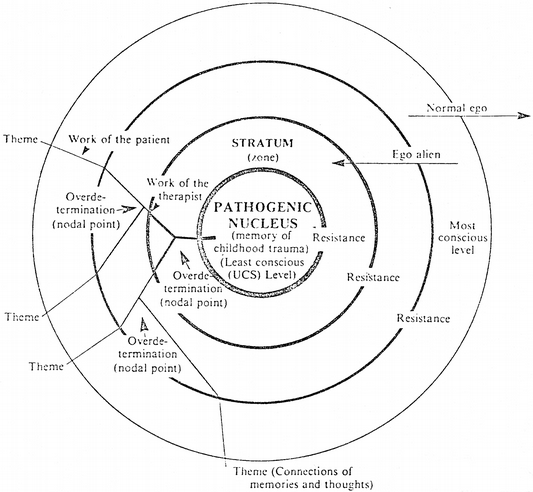 Normal ego
Theme
Work of the patient
STRATUM
(zone)
Ego alien
Work of the
therapist
Overde-
termination
(nodal point)
PATHOGENIC
NUCLEUS
(memory of
childhood trauma)
(Least conscious
(UCS) Level)
Resistance
Most
conscious
level
Overde-
termination
(nodal point)
Resistance
Theme
Resistance
Overde-
termination
(nodal point)
Theme
Theme (Connections of
memories and thoughts)